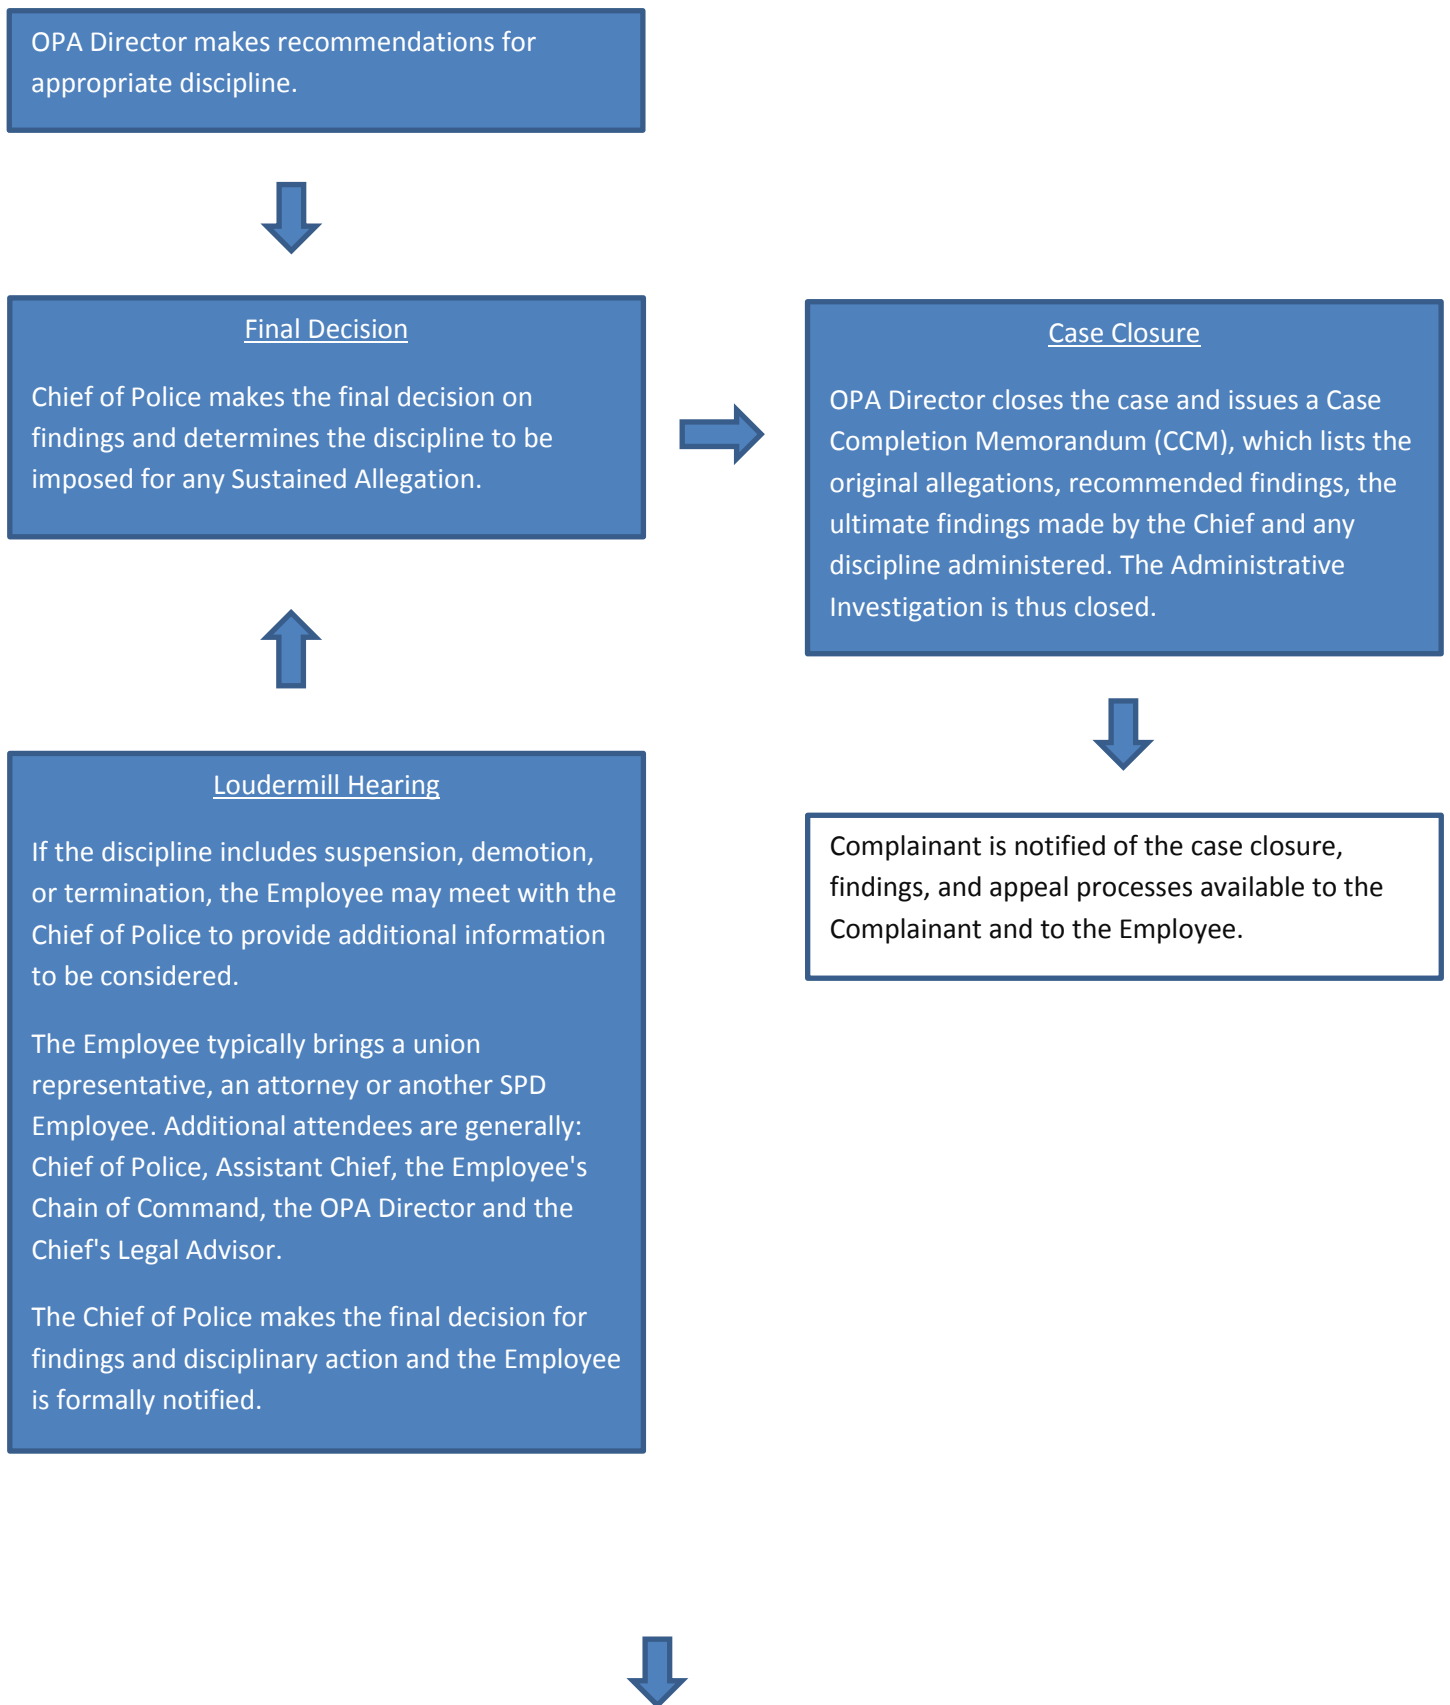 OPA Director makes recommendations for
appropriate discipline.
Final Decision
Chief of Police makes the final decision on
findings and determines the discipline to be
imposed for any Sustained Allegation.
Case Closure
OPA Director closes the case and issues a Case
Completion Memorandum (CCM), which lists the
original allegations, recommended findings, the
ultimate findings made by the Chief and any
discipline administered. The Administrative
Investigation is thus closed.
Loudermill Hearing
If the discipline includes suspension, demotion,
or termination, the Employee may meet with the
Chief of Police to provide additional information
to be considered.
The Employee typically brings a union
representative, an attorney or another SPD
Employee. Additional attendees are generally:
Chief of Police, Assistant Chief, the Employee's
Chain of Command, the OPA Director and the
Chief's Legal Advisor.
The Chief of Police makes the final decision for
findings and disciplinary action and the Employee
is formally notified.
Complainant is notified of the case closure,
findings, and appeal processes available to the
Complainant and to the Employee.